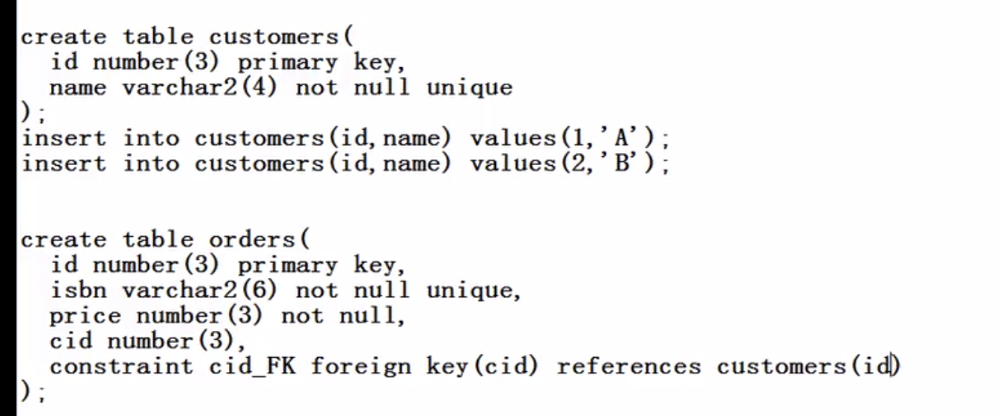 create table customers(
  id number(3) primary key,
  name varchar2(4) not null unique
);
insert into customers(id,name) values(1,'A');
insert into customers(id,name) values(2,'B');
create table orders(
  id number(3) primary key,
  isbn varchar2(6) not null unique,
  price number(3) not null,
  cid number(3),
  constraint cid_FK foreign key(cid) references customers(id)
);